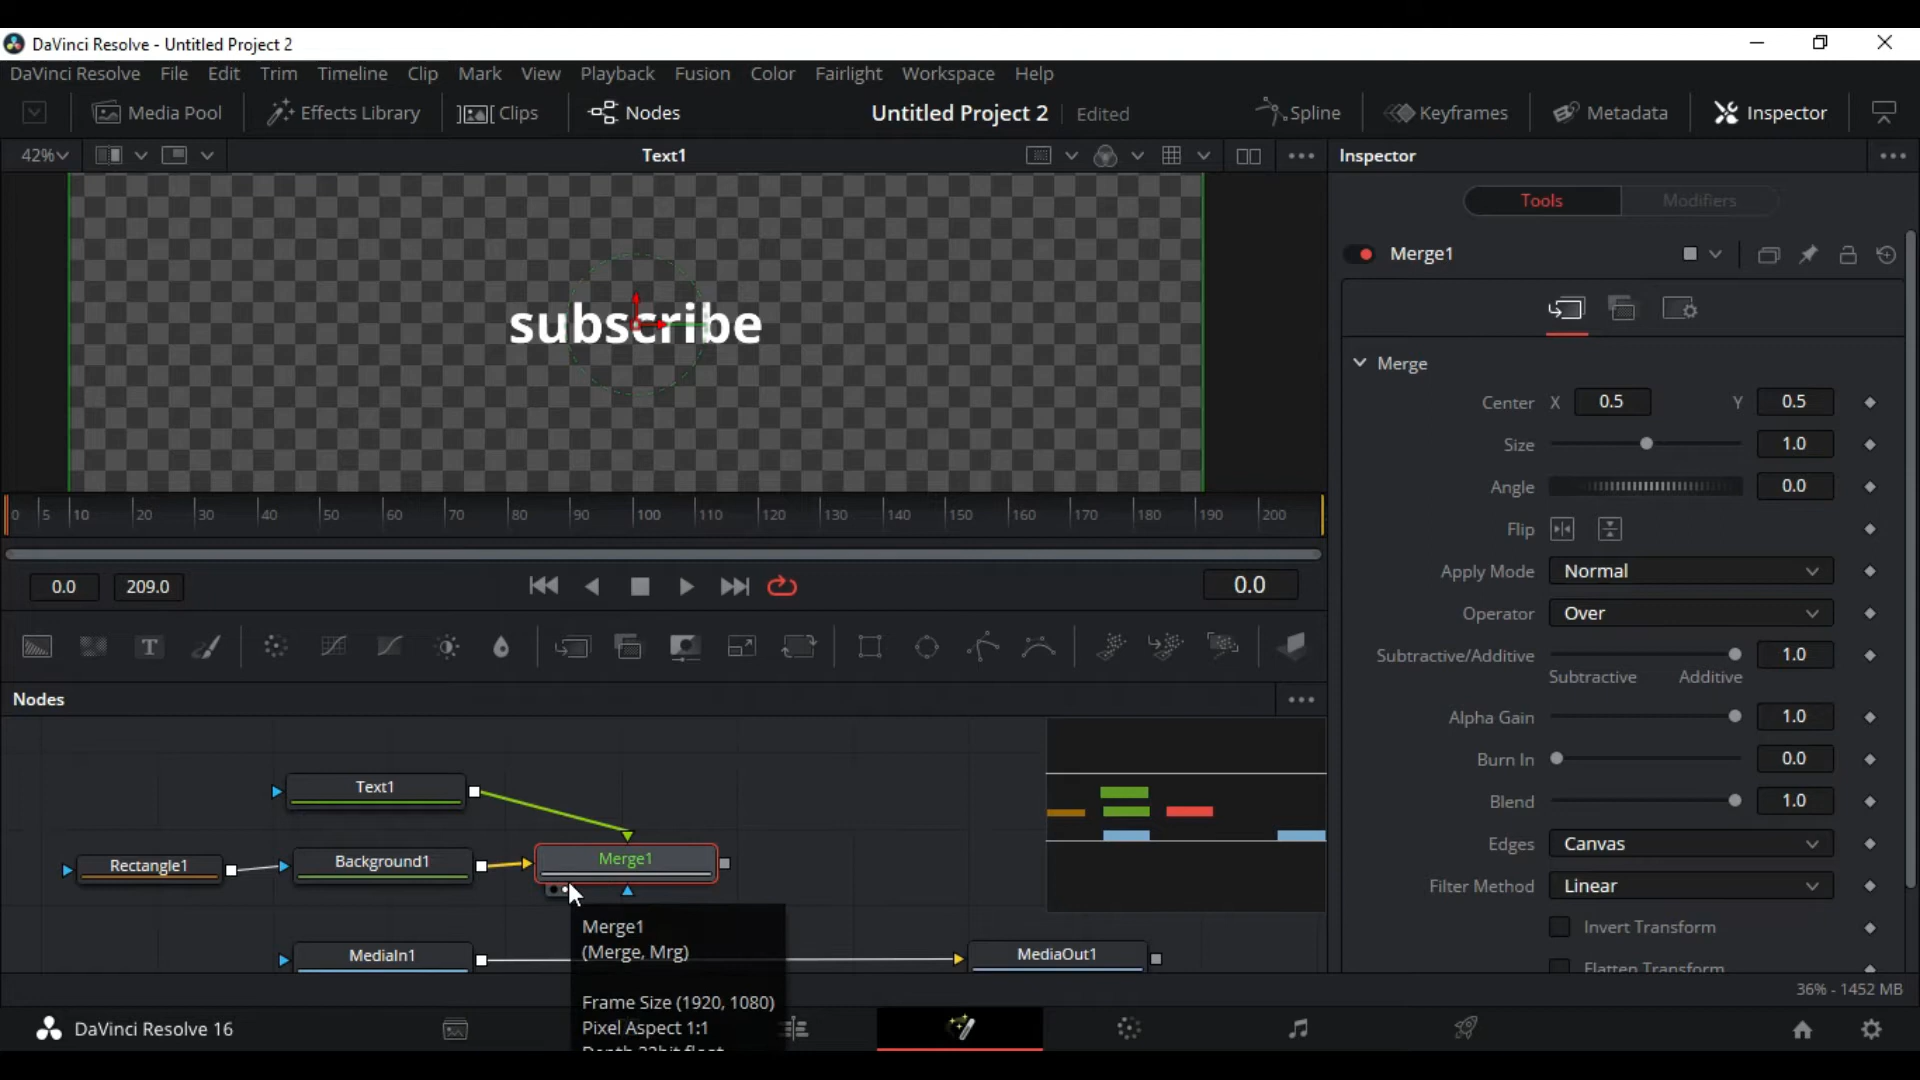 DaVinci Resolve - Untitled Project 2
DaVinci Resolve File Edit Trim Timeline Clip Mark View Playback Fusion Color Fairlight Workspace Help
Media Pool Effects Library Clips Nodes Untitled Project 2 Edited Spline Keyframes Metadata Inspector
42% Text1 Inspector
Tools Modifiers
Merge1
subscribe
Merge
Center X 0.5 Y 0.5
Size 1.0
Angle 0.0
Flip
Apply Mode Normal
Operator Over
Subtractive/Additive 1.0
Subtractive Additive
Alpha Gain 1.0
Burn In 0.0
Blend 1.0
Edges Canvas
Filter Method Linear
Invert Transform
Flatten Transform
0 5 10 20 30 40 50 60 70 80 90 100 110 120 130 140 150 160 170 180 190 200
0.0 209.0 0.0
T
Nodes
Text1
Rectangle1 Background1 Merge1
MediaIn1 MediaOut1
Merge1
(Merge, Mrg)
Frame Size (1920, 1080)
Pixel Aspect 1:1
Depth 32bit float
36% - 1452 MB
DaVinci Resolve 16